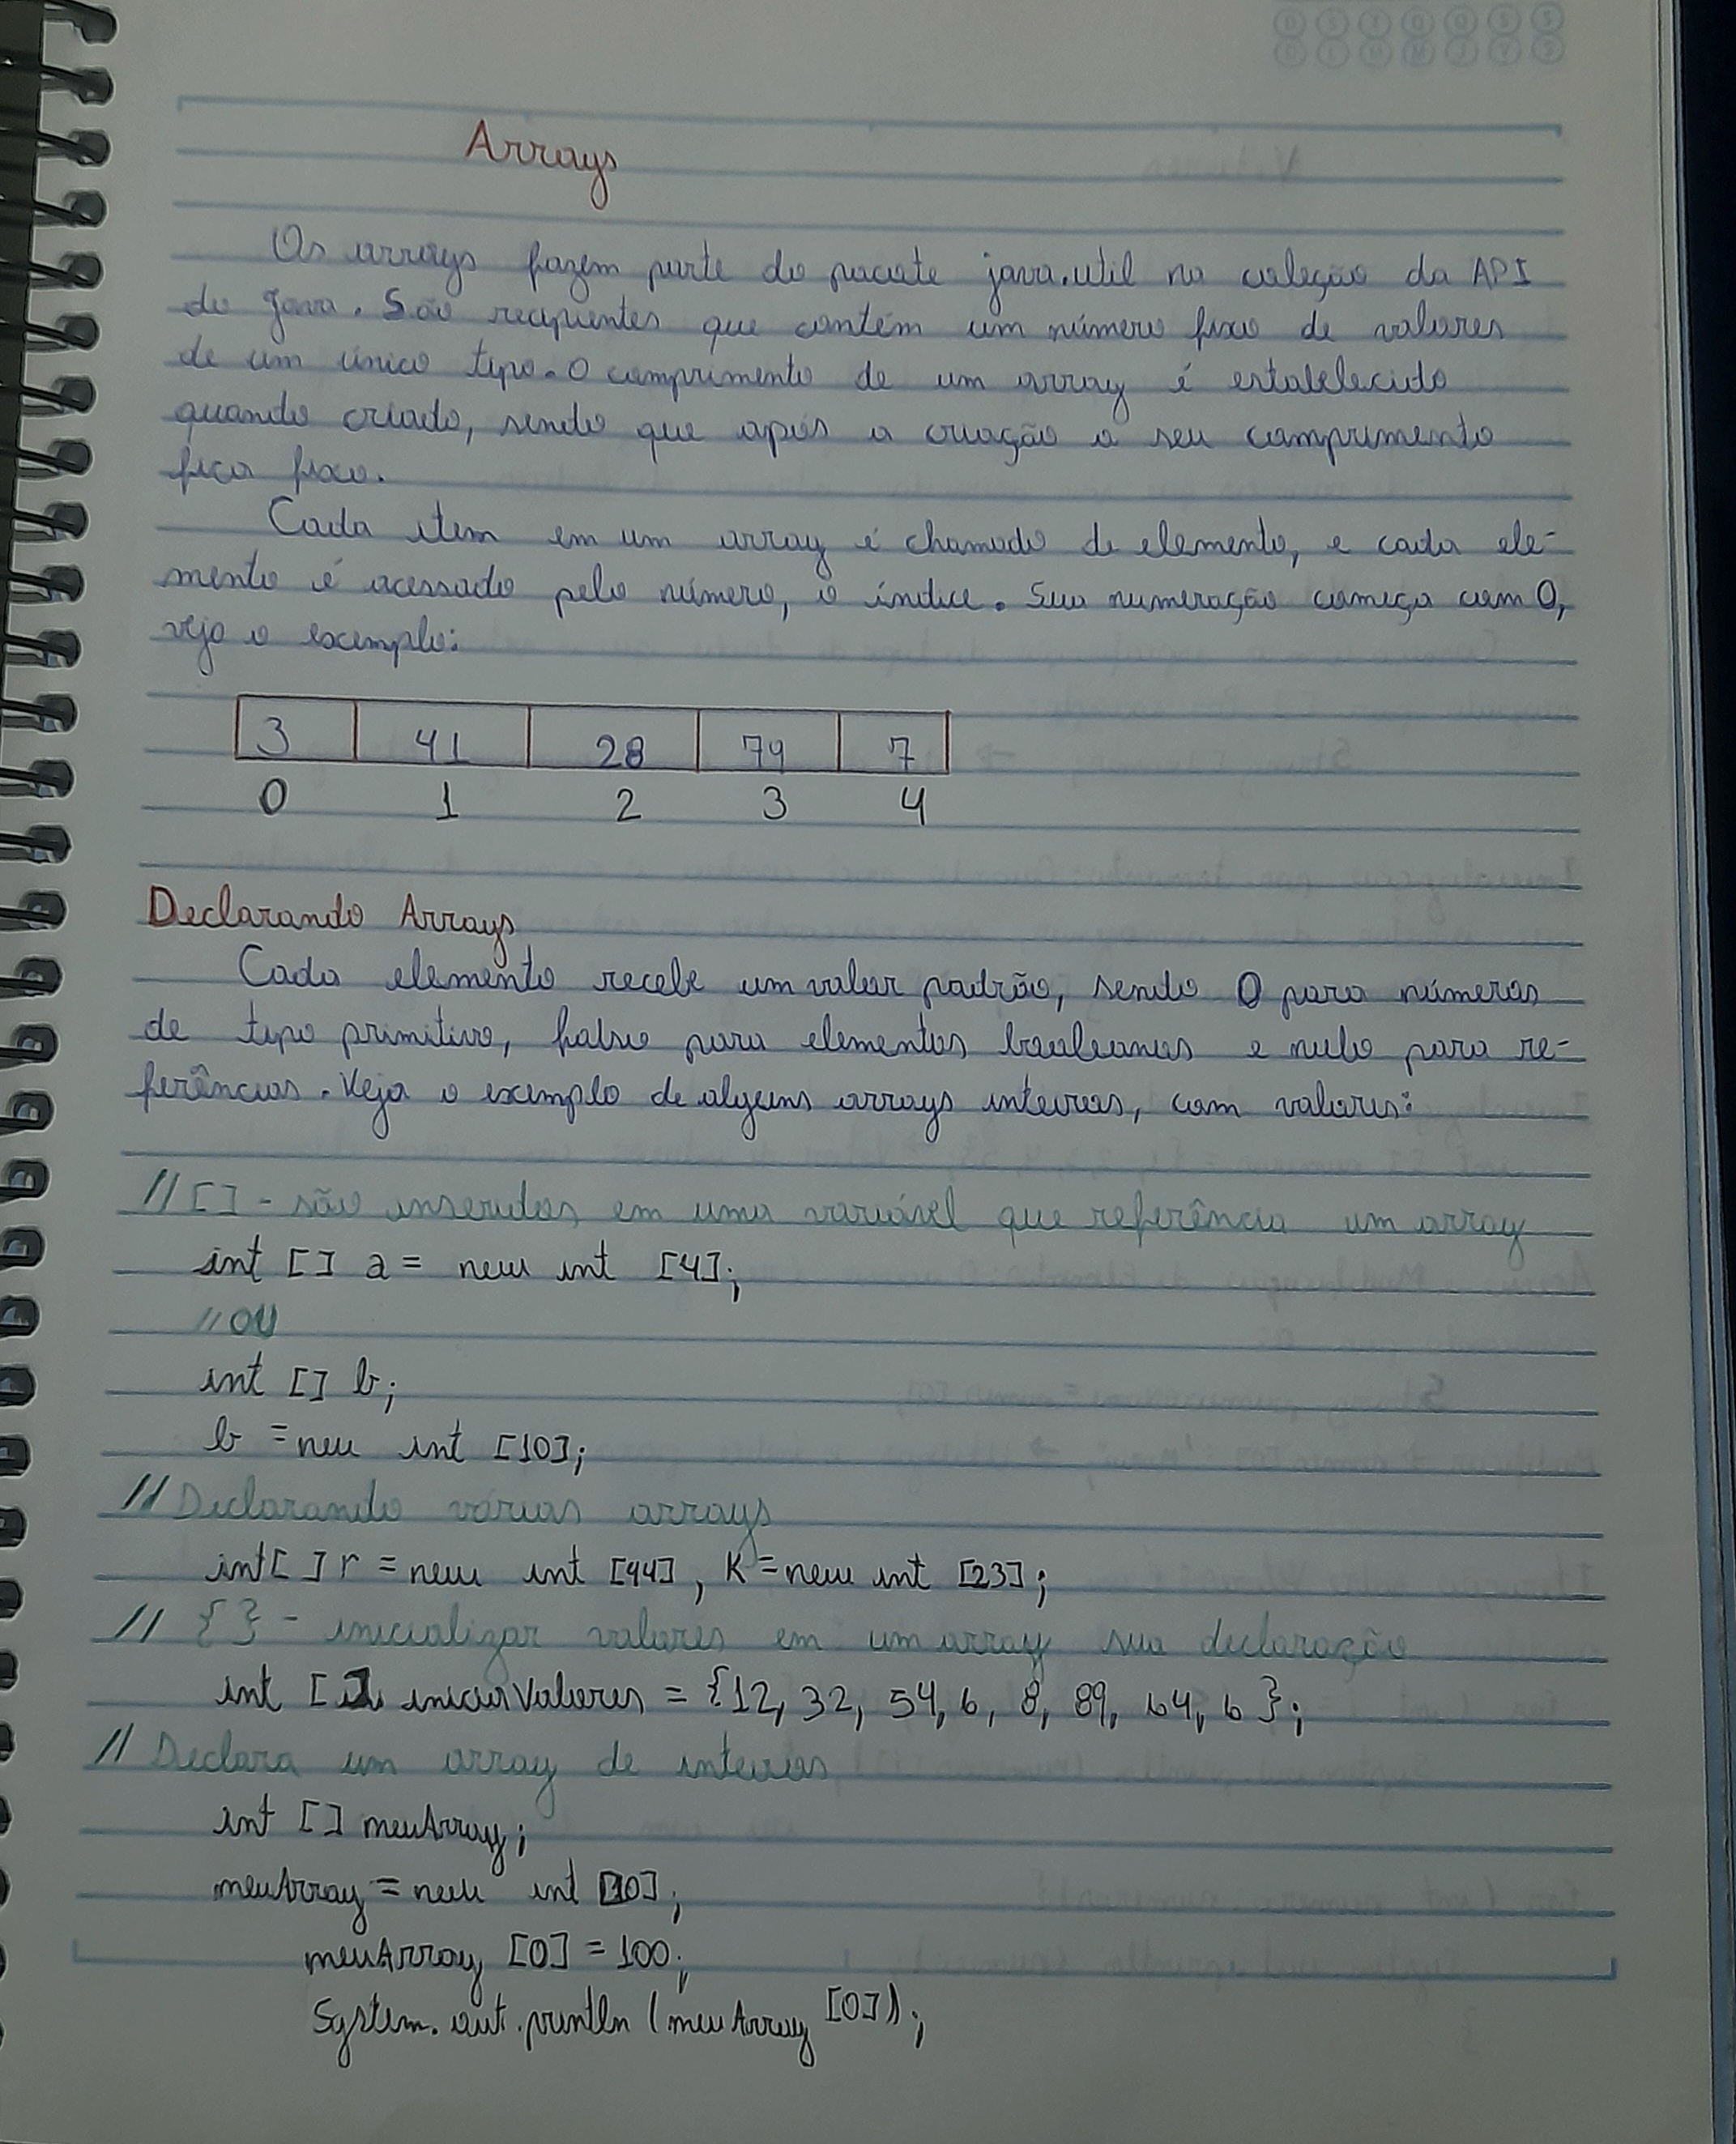 Arrays
Os arrays fazem parte do pacote java.util na coleção da API
do Java. São recipientes que contém um número fixo de valores
de um único tipo. O comprimento de um array é estabelecido
quando criado, sendo que após a criação o seu comprimento
fica fixo.
Cada item em um array é chamado de elemento, e cada ele-
mento é acessado pelo número, o índice. Sua numeração começa com 0,
veja o exemplo:
3 41 28 79 7
0 1 2 3 4
Declarando Arrays
Cada elemento recebe um valor padrão, sendo 0 para números
de tipo primitivo, falso para elementos booleanos e nulo para re-
ferências. Veja o exemplo de alguns arrays inteiros, com valores:
// [] - são inseridos em uma variável que referência um array
int [] a = new int [4];
// OU
int [] b;
b = new int [10];
// Declarando vários arrays
int[] r = new int [44], K = new int [23];
// {} - inicializar valores em um array sua declaração
int [] iniciarValores = {12, 32, 54, 6, 8, 89, 64, 6};
// Declara um array de inteiros
int [] meuArray;
meuArray = new int [10];
meuArray [0] = 100;
System.out.println (meuArray [0]);